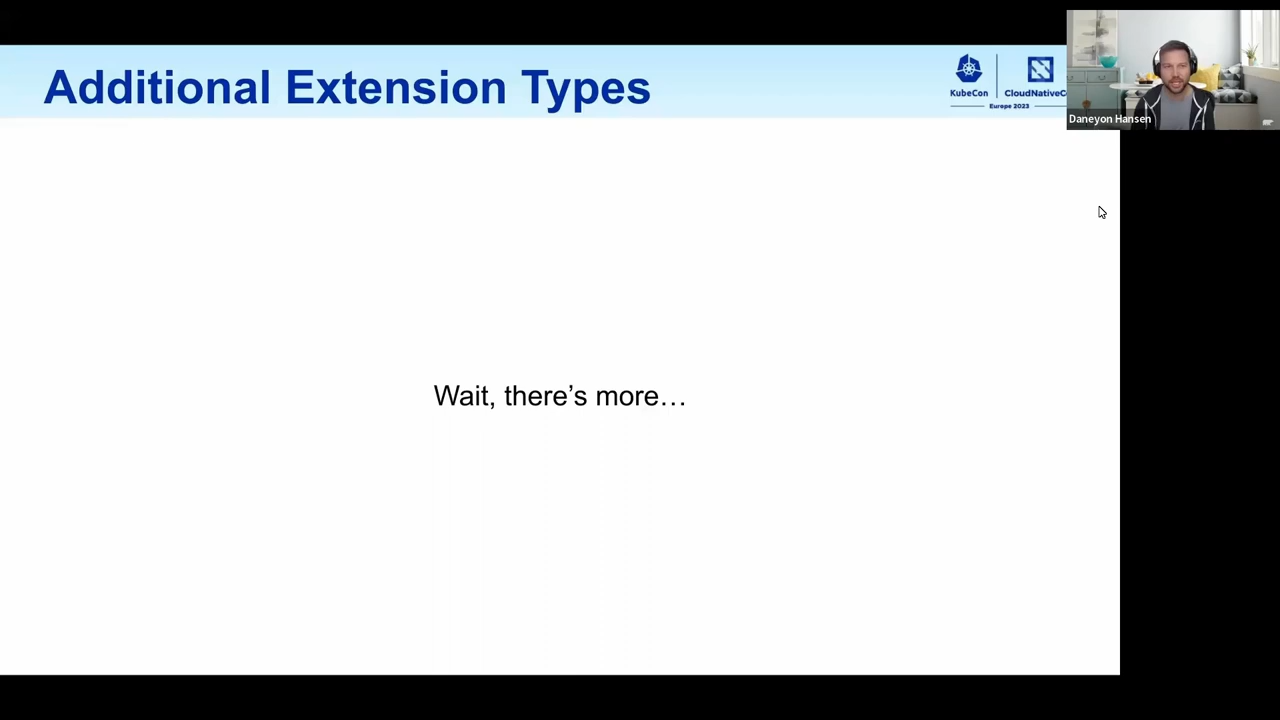 Additional Extension Types
KubeCon
CloudNativeC
Europe 2023
Daneyon Hansen
Wait, there’s more…